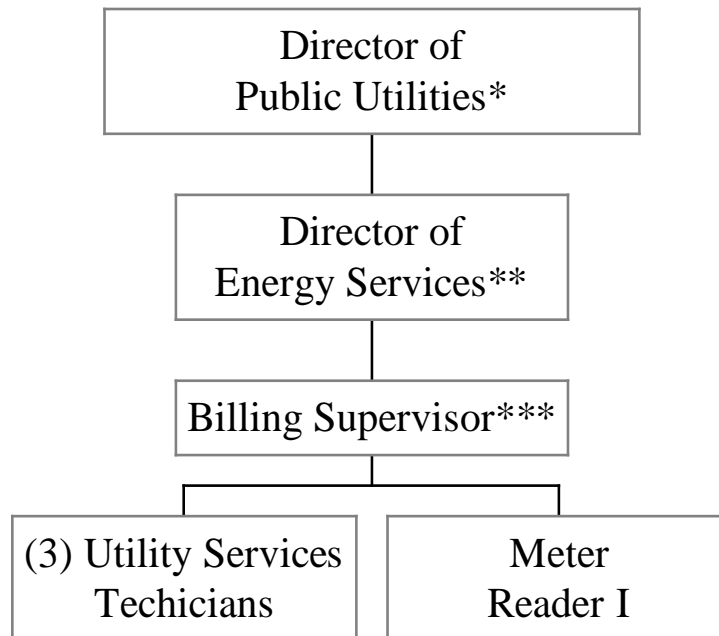 Director of
Public Utilities*
Director of
Energy Services**
Billing Supervisor***
(3) Utility Services
Techicians
Meter
Reader I